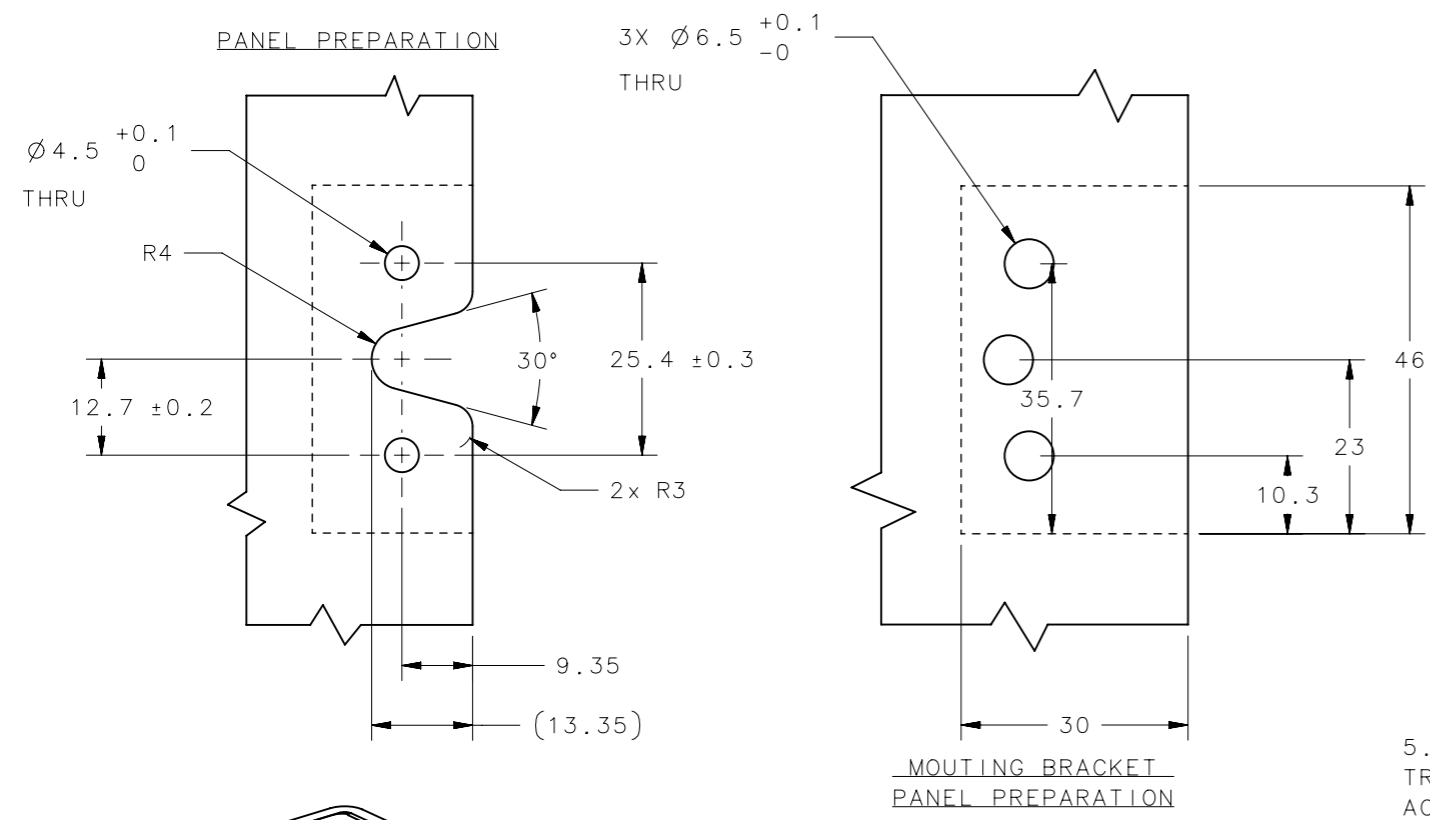 PANEL PREPARATION
3X Ø6.5 +0.1
-0
THRU
Ø4.5 +0.1
0
THRU
R4
30°
25.4 ±0.3
12.7 ±0.2
2x R3
9.35
(13.35)
46
35.7
23
10.3
30
MOUTING BRACKET
PANEL PREPARATION
5.
TR
AC